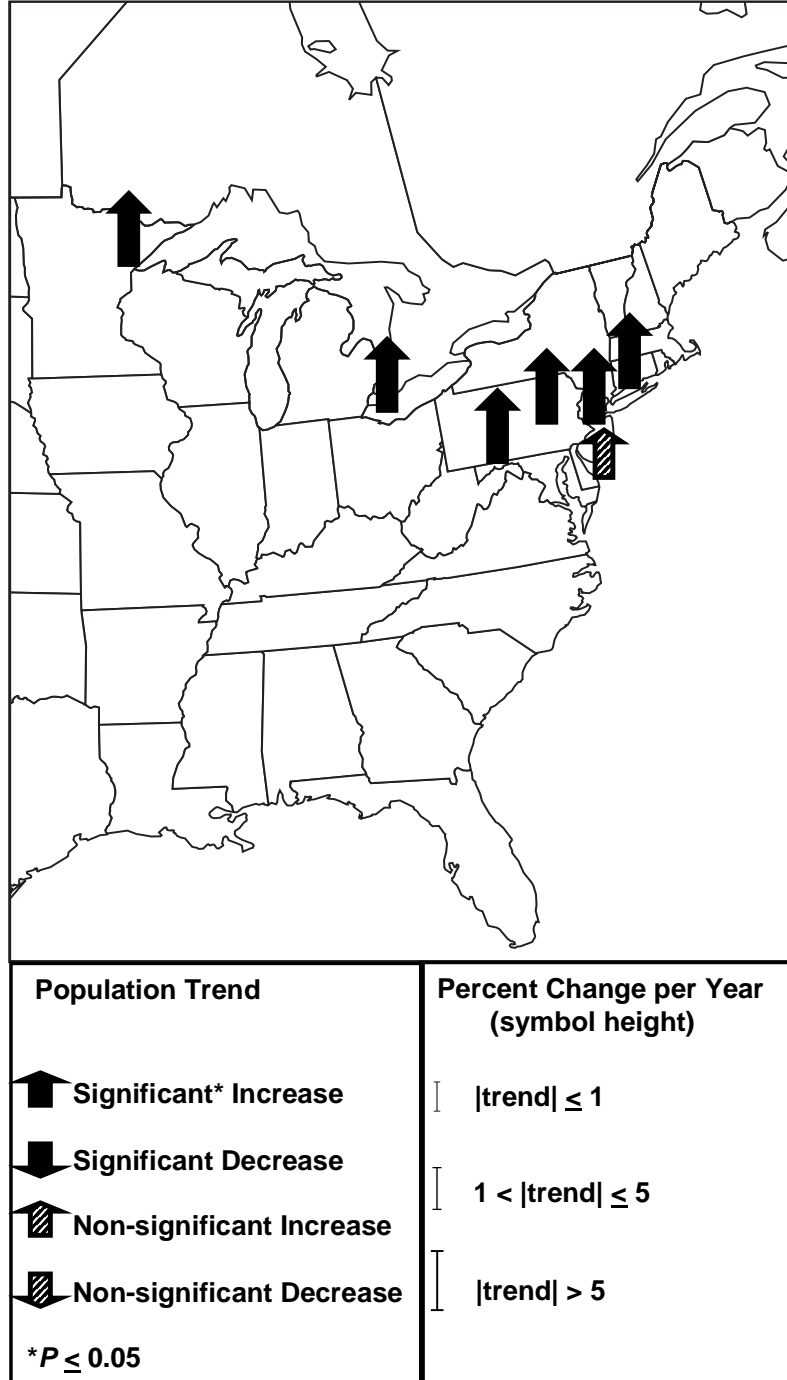 Population Trend
Significant* Increase
Significant Decrease
Non-significant Increase
Non-significant Decrease
*P ≤ 0.05
Percent Change per Year
(symbol height)
|trend| ≤ 1
1 < |trend| ≤ 5
|trend| > 5